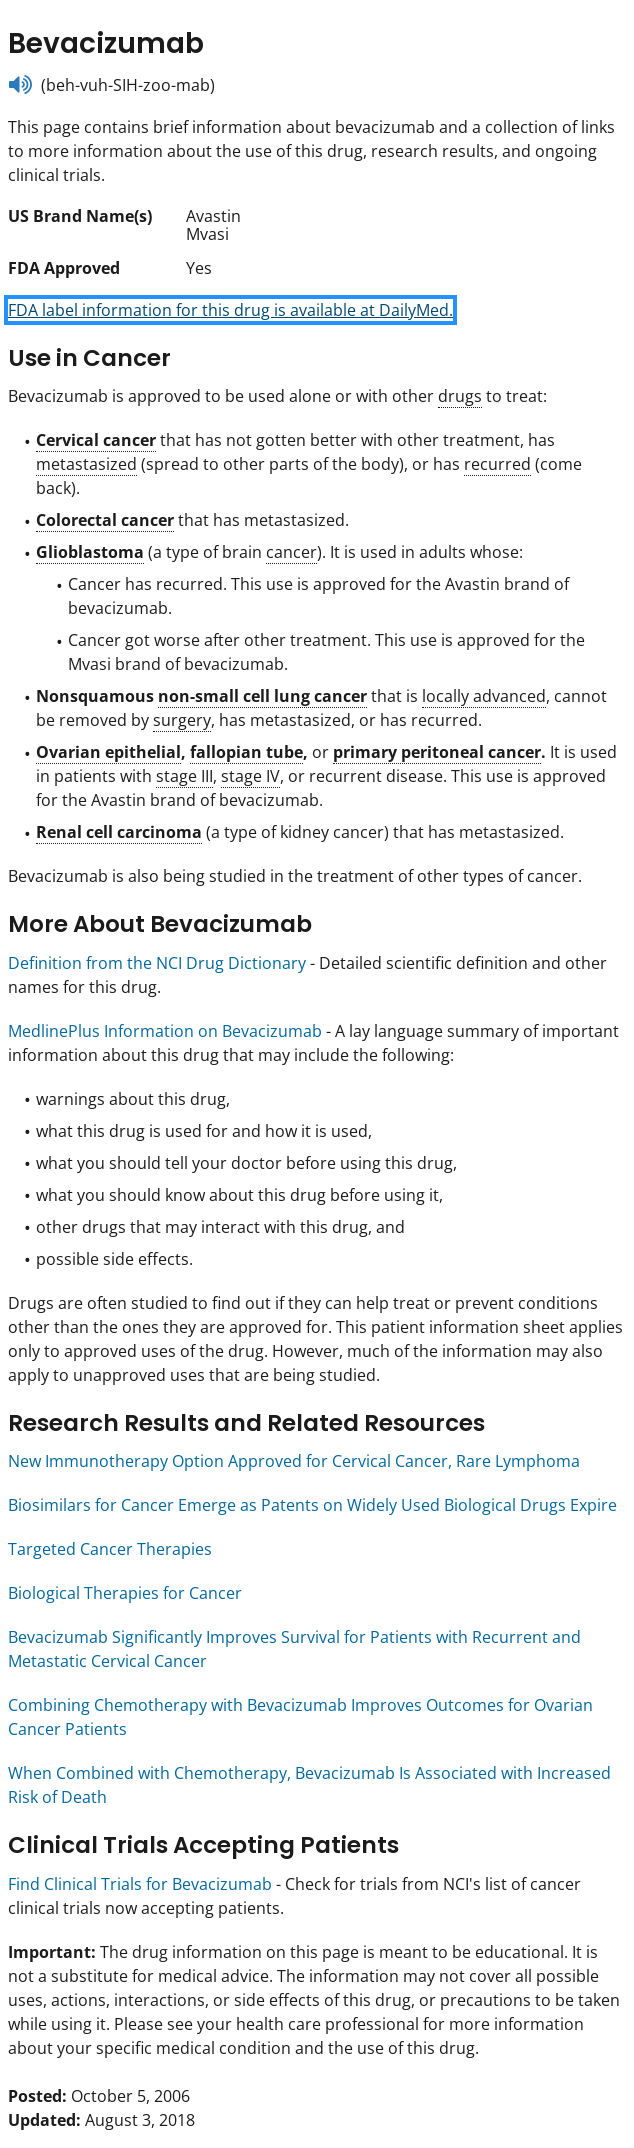 Bevacizumab
(beh-vuh-SIH-zoo-mab)
This page contains brief information about bevacizumab and a collection of links
to more information about the use of this drug, research results, and ongoing
clinical trials.
US Brand Name(s) Avastin
Mvasi
FDA Approved Yes
FDA label information for this drug is available at DailyMed.
Use in Cancer
Bevacizumab is approved to be used alone or with other drugs to treat:
• Cervical cancer that has not gotten better with other treatment, has
metastasized (spread to other parts of the body), or has recurred (come
back).
• Colorectal cancer that has metastasized.
• Glioblastoma (a type of brain cancer). It is used in adults whose:
• Cancer has recurred. This use is approved for the Avastin brand of
bevacizumab.
• Cancer got worse after other treatment. This use is approved for the
Mvasi brand of bevacizumab.
• Nonsquamous non-small cell lung cancer that is locally advanced, cannot
be removed by surgery, has metastasized, or has recurred.
• Ovarian epithelial, fallopian tube, or primary peritoneal cancer. It is used
in patients with stage III, stage IV, or recurrent disease. This use is approved
for the Avastin brand of bevacizumab.
• Renal cell carcinoma (a type of kidney cancer) that has metastasized.
Bevacizumab is also being studied in the treatment of other types of cancer.
More About Bevacizumab
Definition from the NCI Drug Dictionary - Detailed scientific definition and other
names for this drug.
MedlinePlus Information on Bevacizumab - A lay language summary of important
information about this drug that may include the following:
• warnings about this drug,
• what this drug is used for and how it is used,
• what you should tell your doctor before using this drug,
• what you should know about this drug before using it,
• other drugs that may interact with this drug, and
• possible side effects.
Drugs are often studied to find out if they can help treat or prevent conditions
other than the ones they are approved for. This patient information sheet applies
only to approved uses of the drug. However, much of the information may also
apply to unapproved uses that are being studied.
Research Results and Related Resources
New Immunotherapy Option Approved for Cervical Cancer, Rare Lymphoma
Biosimilars for Cancer Emerge as Patents on Widely Used Biological Drugs Expire
Targeted Cancer Therapies
Biological Therapies for Cancer
Bevacizumab Significantly Improves Survival for Patients with Recurrent and
Metastatic Cervical Cancer
Combining Chemotherapy with Bevacizumab Improves Outcomes for Ovarian
Cancer Patients
When Combined with Chemotherapy, Bevacizumab Is Associated with Increased
Risk of Death
Clinical Trials Accepting Patients
Find Clinical Trials for Bevacizumab - Check for trials from NCI's list of cancer
clinical trials now accepting patients.
Important: The drug information on this page is meant to be educational. It is
not a substitute for medical advice. The information may not cover all possible
uses, actions, interactions, or side effects of this drug, or precautions to be taken
while using it. Please see your health care professional for more information
about your specific medical condition and the use of this drug.
Posted: October 5, 2006
Updated: August 3, 2018